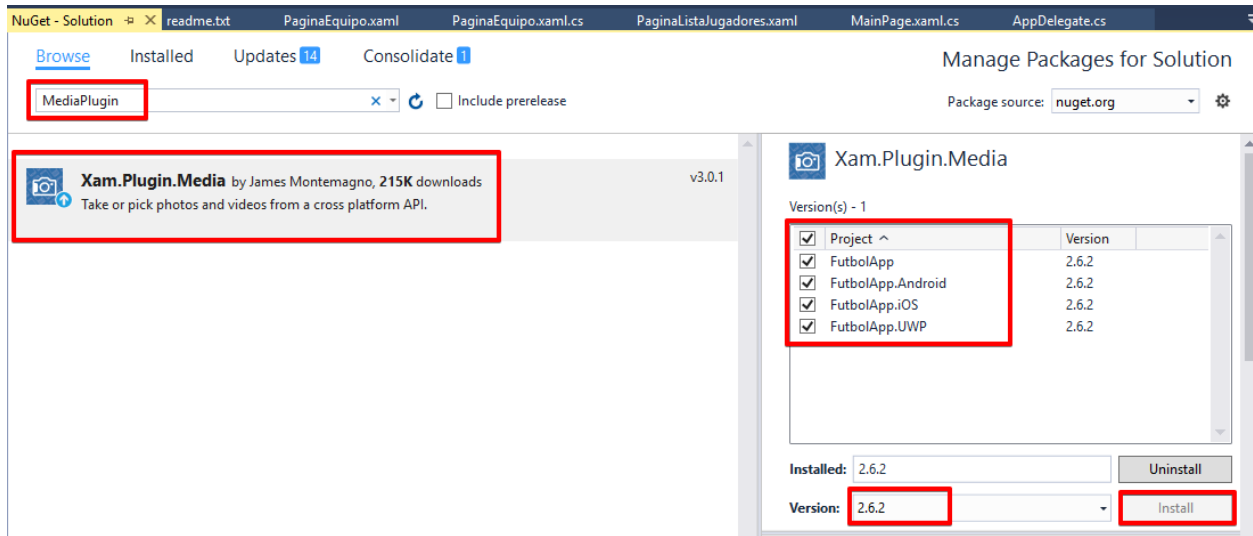 NuGet - Solution readme.txt PaginaEquipo.xaml PaginaEquipo.xaml.cs PaginaListaJugadores.xaml MainPage.xaml.cs AppDelegate.cs
Browse Installed Updates 14 Consolidate 1
Manage Packages for Solution
MediaPlugin Include prerelease
Package source: nuget.org
Xam.Plugin.Media by James Montemagno, 215K downloads v3.0.1
Take or pick photos and videos from a cross platform API.
Xam.Plugin.Media
Version(s) - 1
Project Version
FutbolApp 2.6.2
FutbolApp.Android 2.6.2
FutbolApp.iOS 2.6.2
FutbolApp.UWP 2.6.2
Installed: 2.6.2 Uninstall
Version: 2.6.2 Install